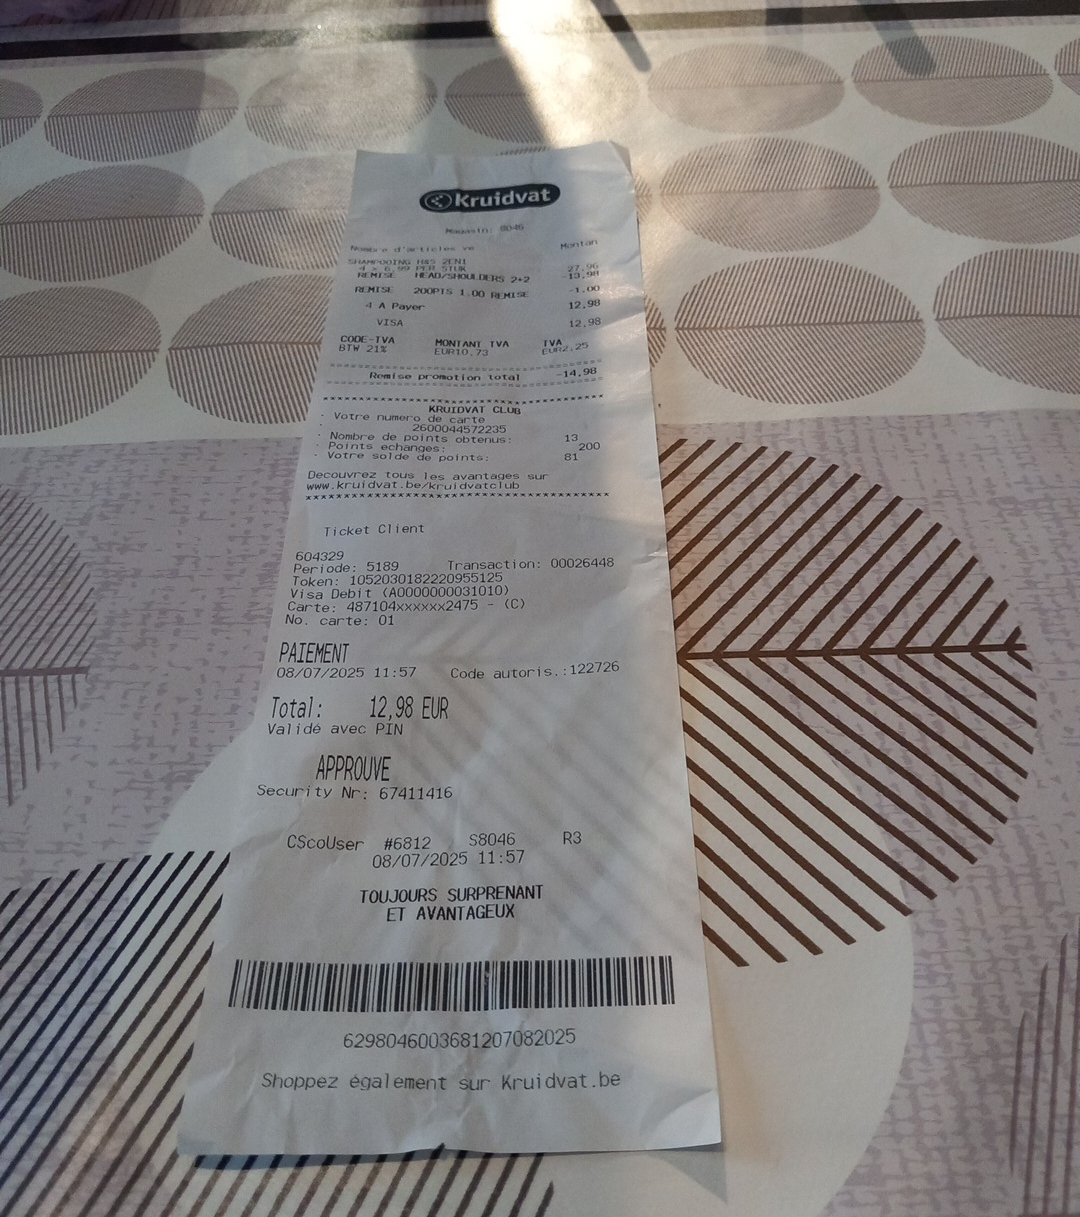 Kruidvat
Magasin: 8046
Nombre d'articles ve Montan
SHAMPOOING H&S 2EN1
4 x 6,99 PER STUK 27,96
REMISE HEAD/SHOULDERS 2+2 -13,98
REMISE 200PTS 1.00 REMISE -1.00
4 A Payer 12,98
VISA 12,98
CODE-TVA MONTANT TVA TVA
BTW 21% EUR10,73 EUR2,25
Remise promotion total -14,98
KRUIDVAT CLUB
· Votre numero de carte
2600044572235
· Nombre de points obtenus: 13
· Points echanges: 200
· Votre solde de points: 81
Decouvrez tous les avantages sur
www.kruidvat.be/kruidvatclub
Ticket Client
604329
Periode: 5189 Transaction: 00026448
Token: 1052030182220955125
Visa Debit (A0000000031010)
Carte: 487104xxxxxx2475 - (C)
No. carte: 01
PAIEMENT
08/07/2025 11:57 Code autoris.:122726
Total: 12,98 EUR
Validé avec PIN
APPROUVE
Security Nr: 67411416
CScoUser #6812 S8046 R3
08/07/2025 11:57
TOUJOURS SURPRENANT
ET AVANTAGEUX
6298046003681207082025
Shoppez également sur Kruidvat.be